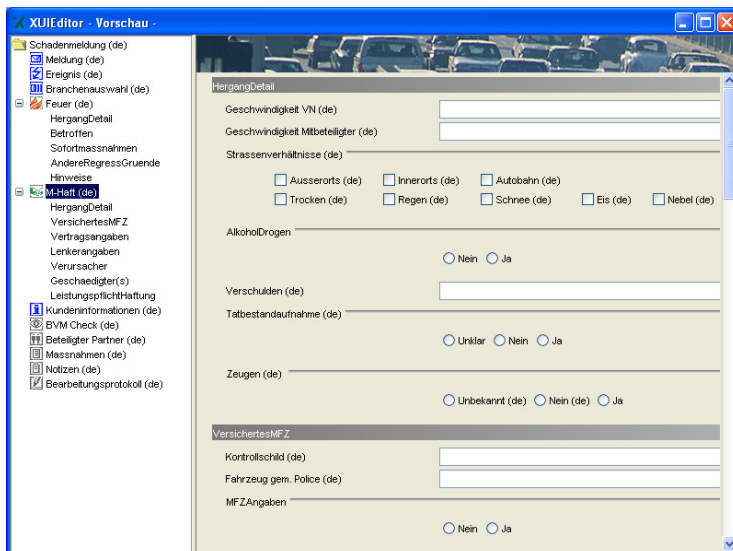 XUIEditor - Vorschau -
Schadenmeldung (de)
Meldung (de)
Ereignis (de)
Branchenauswahl (de)
Feuer (de)
HergangDetail
Betroffen
Sofortmassnahmen
AndereRegressGruende
Hinweise
M-Haft (de)
HergangDetail
VersichertesMFZ
Vertragsangaben
Lenkerangaben
Verursacher
Geschaedigter(s)
LeistungspflichtHaftung
Kundeninformationen (de)
BVM Check (de)
Beteiligter Partner (de)
Massnahmen (de)
Notizen (de)
Bearbeitungsprotokoll (de)
HergangDetail
Geschwindigkeit VN (de)
Geschwindigkeit Mitbeteiligter (de)
Strassenverhältnisse (de)
Ausserorts (de) Innerorts (de) Autobahn (de)
Trocken (de) Regen (de) Schnee (de) Eis (de) Nebel (de)
AlkoholDrogen
Nein Ja
Verschulden (de)
Tatbestandaufnahme (de)
Unklar Nein Ja
Zeugen (de)
Unbekannt (de) Nein (de) Ja
VersichertesMFZ
Kontrollschild (de)
Fahrzeug gem. Police (de)
MFZAngaben
Nein Ja